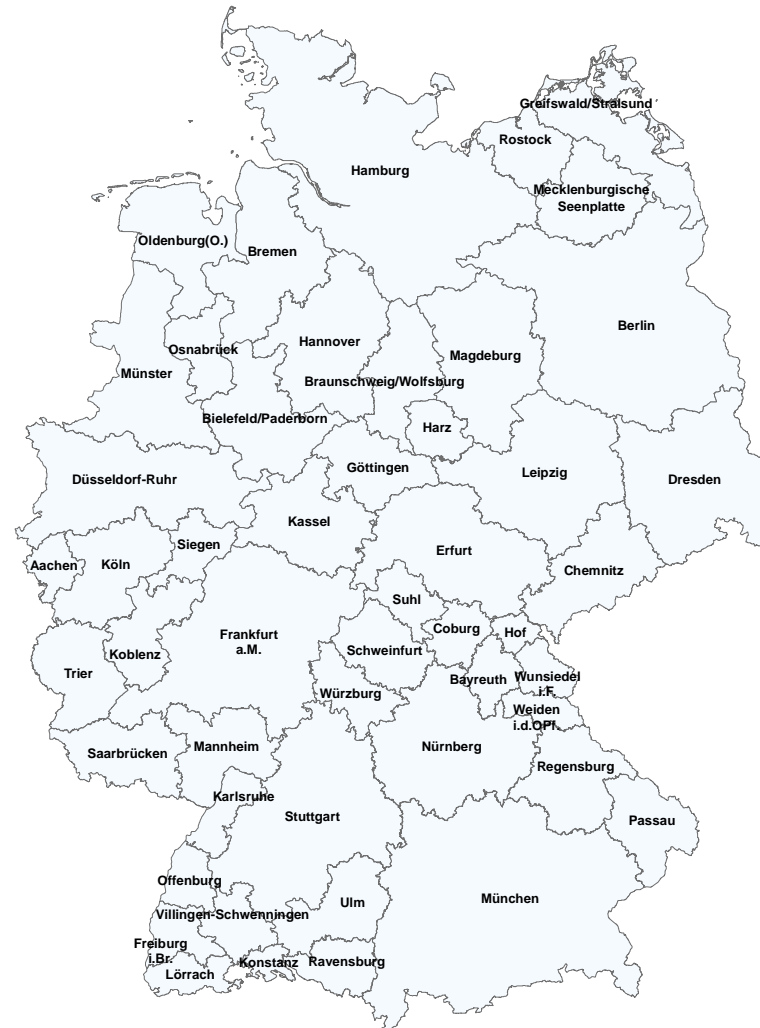 Greifswald/Stralsund
Rostock
Hamburg
Mecklenburgische
Seenplatte
Oldenburg(O.)
Bremen
Berlin
Hannover
Osnabrück
Magdeburg
Münster
Braunschweig/Wolfsburg
Bielefeld/Paderborn
Harz
Göttingen
Leipzig
Düsseldorf-Ruhr
Dresden
Kassel
Siegen
Erfurt
Aachen
Köln
Chemnitz
Suhl
Coburg
Hof
Frankfurt
a.M.
Schweinfurt
Koblenz
Trier
Bayreuth
Wunsiedel
i.F.
Würzburg
Weiden
i.d.OPf.
Saarbrücken
Mannheim
Nürnberg
Regensburg
Karlsruhe
Stuttgart
Passau
Offenburg
München
Ulm
Villingen-Schwenningen
Freiburg
i.Br.
Konstanz
Ravensburg
Lörrach